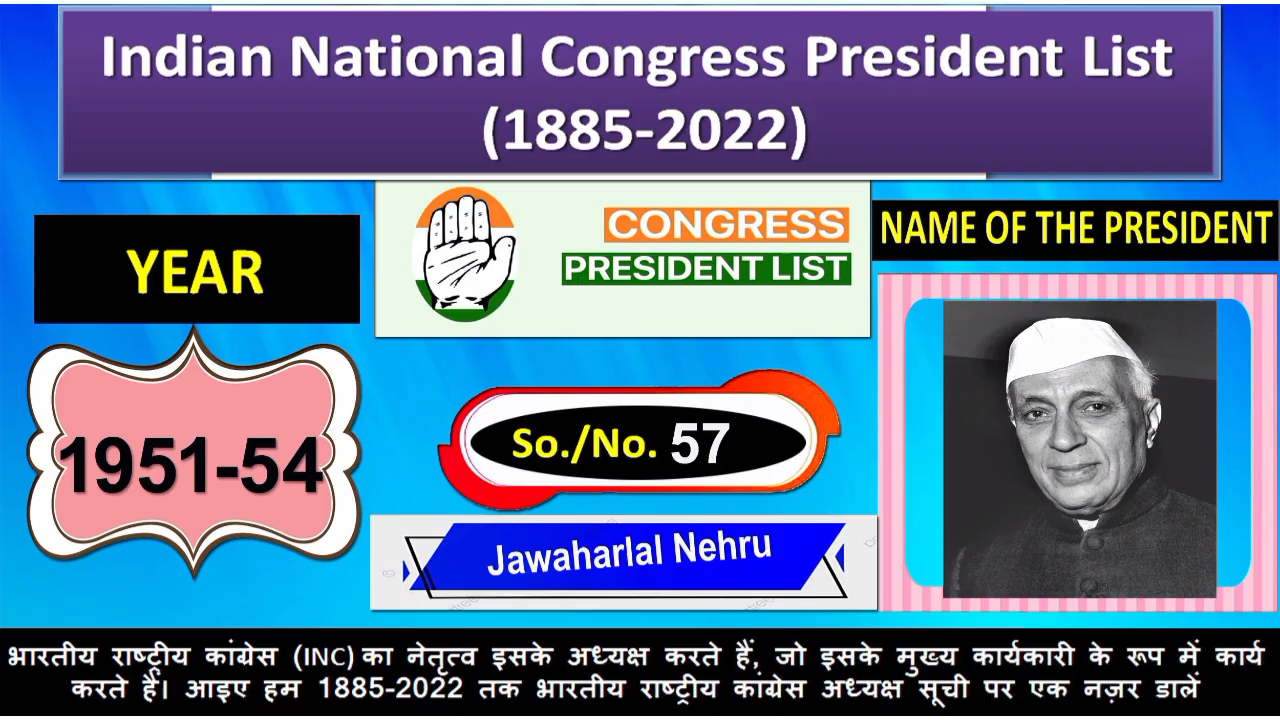 Indian National Congress President List
(1885-2022)
YEAR
CONGRESS
PRESIDENT LIST
NAME OF THE PRESIDENT
1951-54
So./No. 57
Jawaharlal Nehru
भारतीय राष्ट्रीय कांग्रेस (INC) का नेतृत्व इसके अध्यक्ष करते हैं, जो इसके मुख्य कार्यकारी के रूप में कार्य
करते हैं। आइए हम 1885-2022 तक भारतीय राष्ट्रीय कांग्रेस अध्यक्ष सूची पर एक नज़र डालें